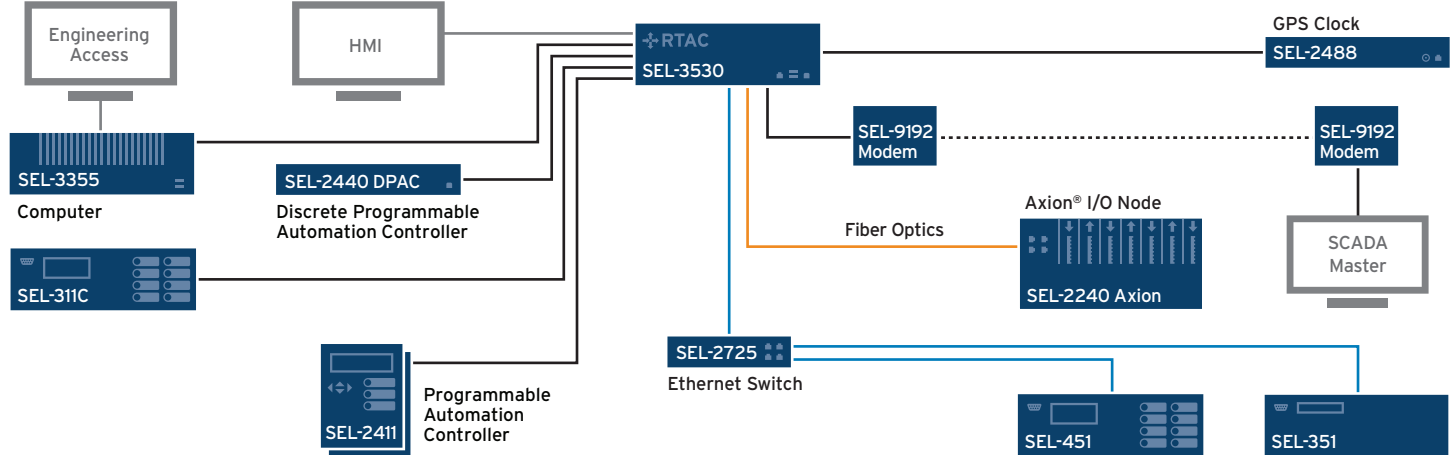 Engineering
Access
HMI
RTAC
SEL-3530
GPS Clock
SEL-2488
SEL-9192
Modem
SEL-9192
Modem
SEL-3355
Computer
SEL-2440 DPAC
Discrete Programmable
Automation Controller
Axion® I/O Node
Fiber Optics
SCADA
Master
SEL-311C
SEL-2240 Axion
SEL-2725
Ethernet Switch
SEL-2411
Programmable
Automation
Controller
SEL-451
SEL-351